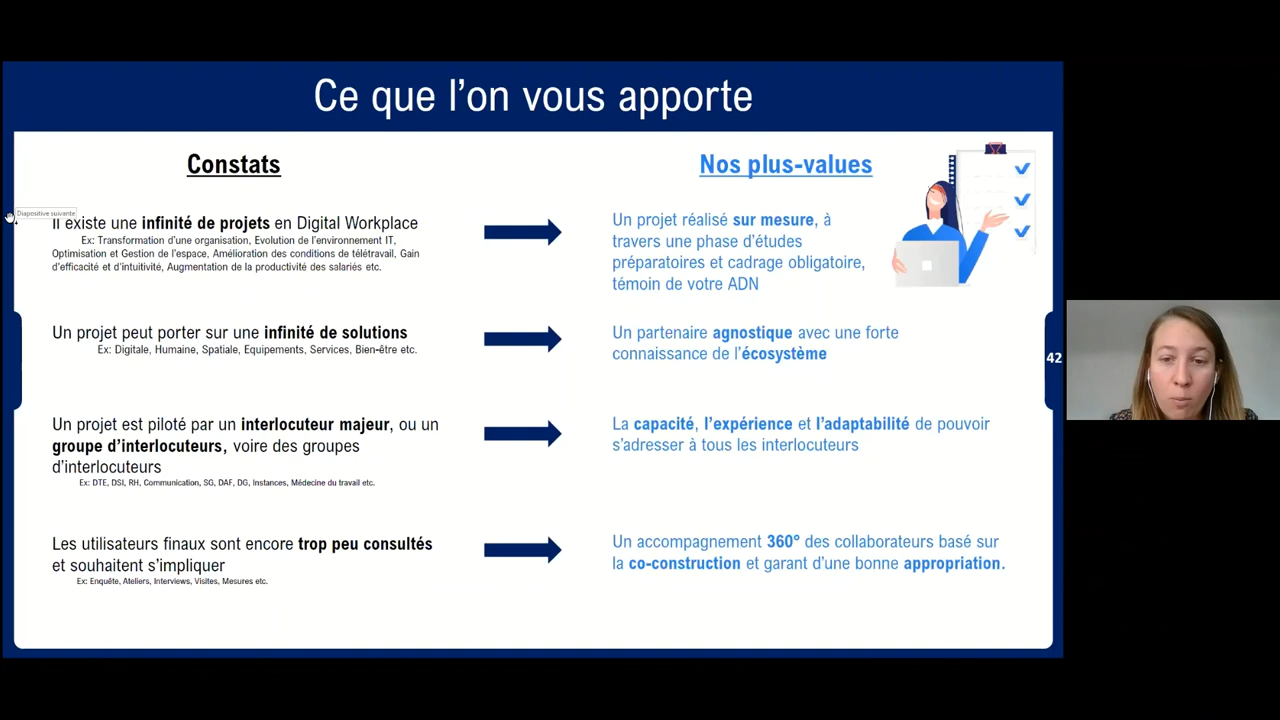 Ce que l'on vous apporte
Constats
Nos plus-values
Diapositive suivante
Il existe une infinité de projets en Digital Workplace
Ex: Transformation d'une organisation, Evolution de l'environnement IT,
Optimisation et Gestion de l'espace, Amélioration des conditions de télétravail, Gain
d'efficacité et d'intuitivité, Augmentation de la productivité des salariés etc.
Un projet réalisé sur mesure, à
travers une phase d'études
préparatoires et cadrage obligatoire,
témoin de votre ADN
Un projet peut porter sur une infinité de solutions
Ex: Digitale, Humaine, Spatiale, Equipements, Services, Bien-être etc.
Un partenaire agnostique avec une forte
connaissance de l'écosystème
42
Un projet est piloté par un interlocuteur majeur, ou un
groupe d'interlocuteurs, voire des groupes
d'interlocuteurs
Ex: DTE, DSI, RH, Communication, SG, DAF, DG, Instances, Médecine du travail etc.
La capacité, l'expérience et l'adaptabilité de pouvoir
s'adresser à tous les interlocuteurs
Les utilisateurs finaux sont encore trop peu consultés
et souhaitent s'impliquer
Ex: Enquête, Ateliers, Interviews, Visites, Mesures etc.
Un accompagnement 360° des collaborateurs basé sur
la co-construction et garant d'une bonne appropriation.